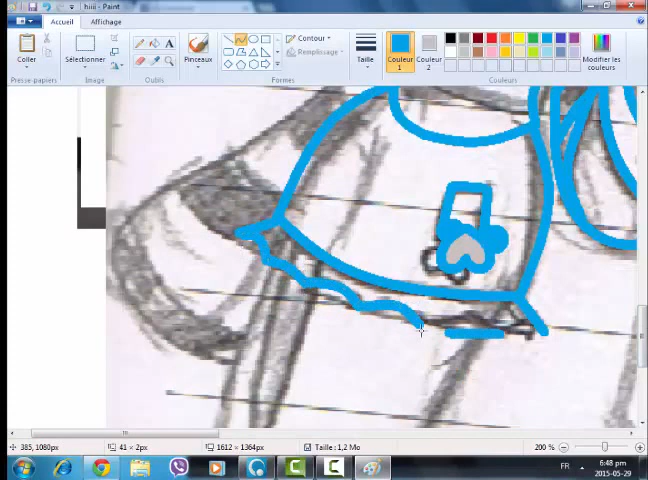 hiiii - Paint
Accueil
Affichage
Coller
Sélectionner
Pinceaux
Contour
Remplissage
Taille
Couleur 1
Couleur 2
Modifier les couleurs
Presse-papiers
Image
Outils
Formes
Couleurs
385, 1080px
41 × 2px
1612 × 1364px
Taille : 1,2 Mo
200 %
FR
6:48 pm
2015-05-29